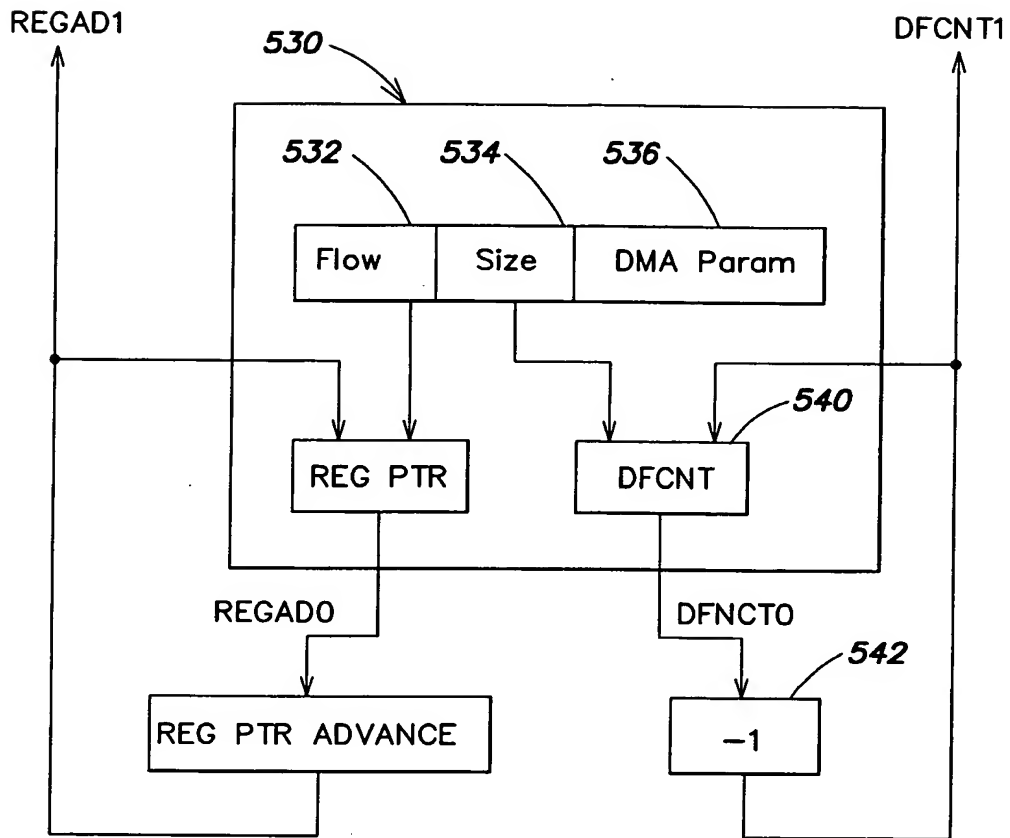 REGAD1
DFCNT1
530
532
534
536
Flow
Size
DMA Param
540
REG PTR
DFCNT
REGAD0
DFNCT0
542
REG PTR ADVANCE
-1